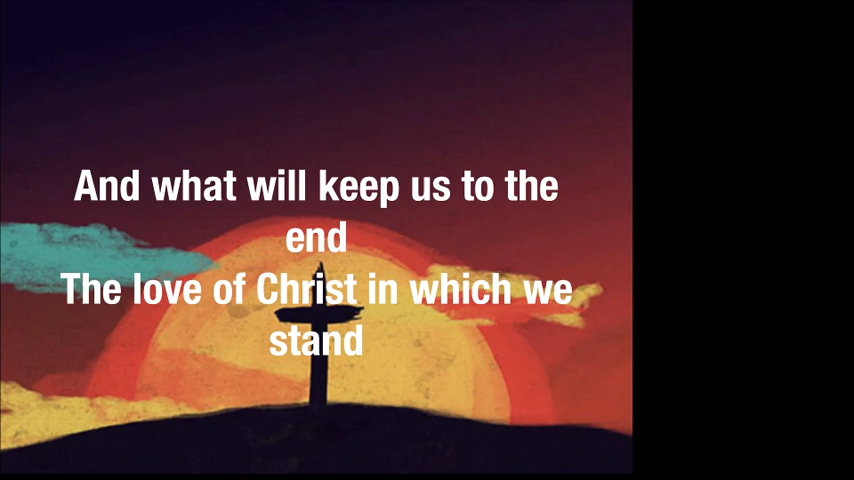 And what will keep us to the
end
The love of Christ in which we
stand